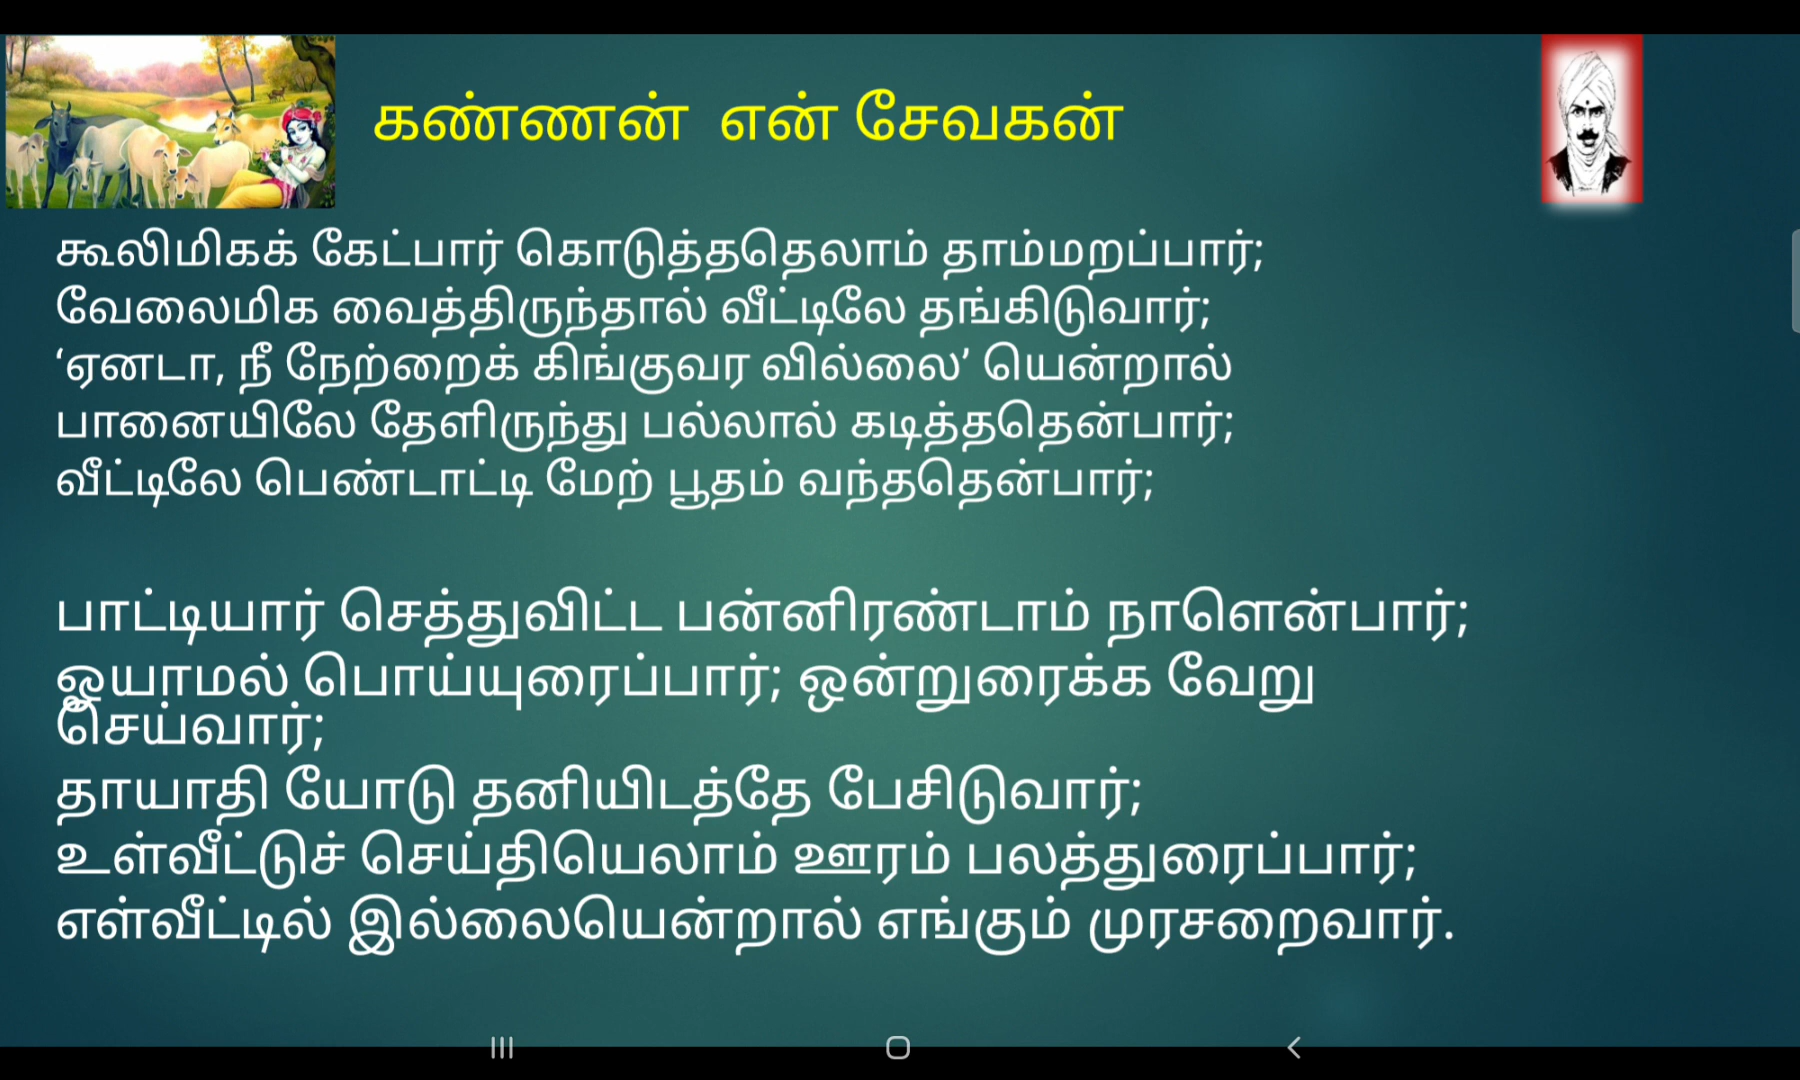 கண்ணன் என் சேவகன்
கூலிமிகக் கேட்பார் கொடுத்ததெலாம் தாம்மறப்பார்;
வேலைமிக வைத்திருந்தால் வீட்டிலே தங்கிடுவார்;
‘ஏனடா, நீ நேற்றைக் கிங்குவர வில்லை’ யென்றால்
பானையிலே தேளிருந்து பல்லால் கடித்ததென்பார்;
வீட்டிலே பெண்டாட்டி மேற் பூதம் வந்ததென்பார்;
பாட்டியார் செத்துவிட்ட பன்னிரண்டாம் நாளென்பார்;
ஓயாமல் பொய்யுரைப்பார்; ஒன்றுரைக்க வேறு
செய்வார்;
தாயாதி யோடு தனியிடத்தே பேசிடுவார்;
உள்வீட்டுச் செய்தியெலாம் ஊரம் பலத்துரைப்பார்;
எள்வீட்டில் இல்லையென்றால் எங்கும் முரசறைவார்.